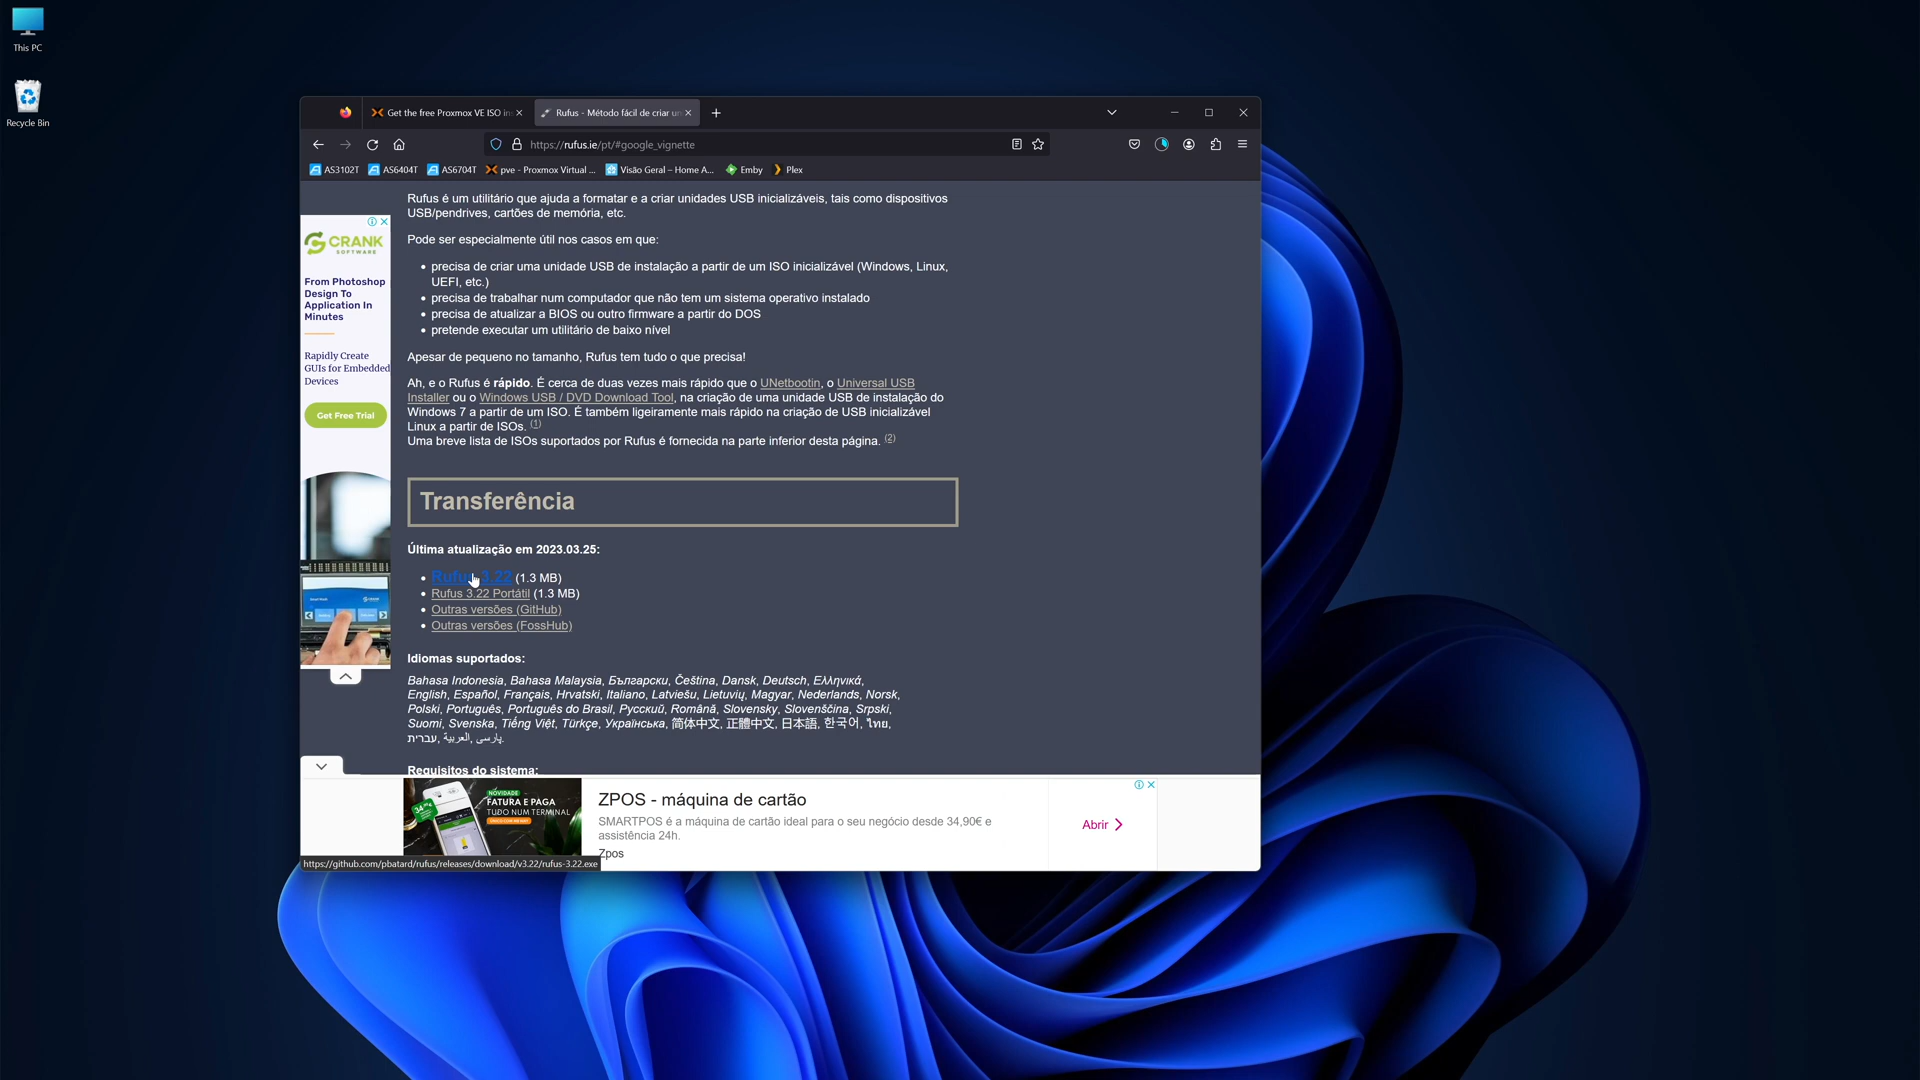 This PC
Recycle Bin
Get the free Proxmox VE ISO in
Rufus - Método fácil de criar un
https://rufus.ie/pt/#google_vignette
AS3102T
AS6404T
AS6704T
pve - Proxmox Virtual ...
Visão Geral – Home A...
Emby
Plex
Rufus é um utilitário que ajuda a formatar e a criar unidades USB inicializáveis, tais como dispositivos
USB/pendrives, cartões de memória, etc.
Pode ser especialmente útil nos casos em que:
precisa de criar uma unidade USB de instalação a partir de um ISO inicializável (Windows, Linux,
UEFI, etc.)
precisa de trabalhar num computador que não tem um sistema operativo instalado
precisa de atualizar a BIOS ou outro firmware a partir do DOS
pretende executar um utilitário de baixo nível
Apesar de pequeno no tamanho, Rufus tem tudo o que precisa!
Ah, e o Rufus é rápido. É cerca de duas vezes mais rápido que o UNetbootin, o Universal USB
Installer ou o Windows USB / DVD Download Tool, na criação de uma unidade USB de instalação do
Windows 7 a partir de um ISO. É também ligeiramente mais rápido na criação de USB inicializável
Linux a partir de ISOs. (1)
Uma breve lista de ISOs suportados por Rufus é fornecida na parte inferior desta página. (2)
CRANK
SOFTWARE
From Photoshop
Design To
Application In
Minutes
Rapidly Create
GUIs for Embedded
Devices
Get Free Trial
Transferência
Última atualização em 2023.03.25:
Rufus 3.22 (1.3 MB)
Rufus 3.22 Portátil (1.3 MB)
Outras versões (GitHub)
Outras versões (FossHub)
Idiomas suportados:
Bahasa Indonesia, Bahasa Malaysia, Български, Čeština, Dansk, Deutsch, Ελληνικά,
English, Español, Français, Hrvatski, Italiano, Latviešu, Lietuvių, Magyar, Nederlands, Norsk,
Polski, Português, Português do Brasil, Русский, Română, Slovensky, Slovenščina, Srpski,
Suomi, Svenska, Tiếng Việt, Türkçe, Українська, 简体中文, 正體中文, 日本語, 한국어, ไทย,
עברית, العربية, پارسی.
Requisitos do sistema:
NOVIDADE
FATURA E PAGA
TUDO NUM TERMINAL
34,90€
ZPOS - máquina de cartão
SMARTPOS é a máquina de cartão ideal para o seu negócio desde 34,90€ e
assistência 24h.
Zpos
Abrir
https://github.com/pbatard/rufus/releases/download/v3.22/rufus-3.22.exe